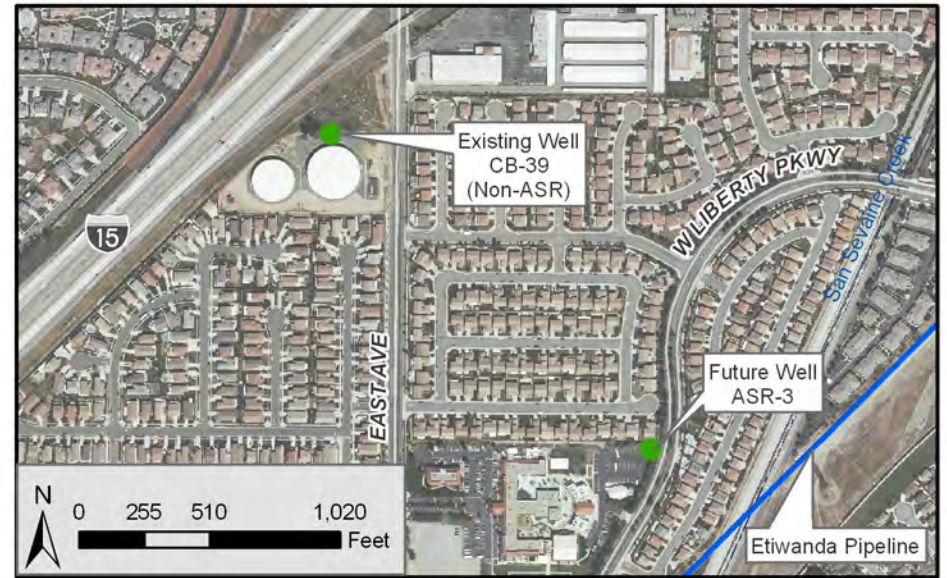 Existing Well
CB-39
(Non-ASR)
W LIBERTY PKWY
San Sevaine Creek
15
EAST AVE
Future Well
ASR-3
Etiwanda Pipeline
N
0 255 510 1,020
Feet